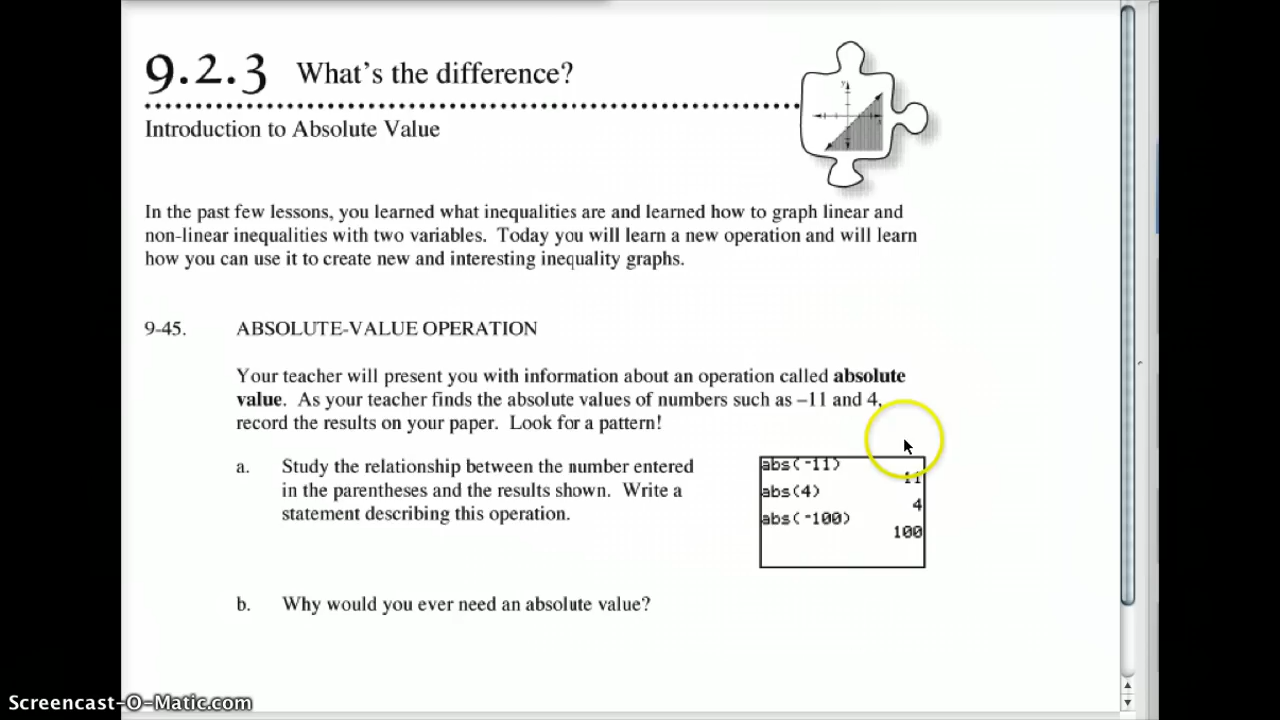 9.2.3 What's the difference?
Introduction to Absolute Value
In the past few lessons, you learned what inequalities are and learned how to graph linear and
non-linear inequalities with two variables. Today you will learn a new operation and will learn
how you can use it to create new and interesting inequality graphs.
9-45. ABSOLUTE-VALUE OPERATION
Your teacher will present you with information about an operation called absolute
value. As your teacher finds the absolute values of numbers such as –11 and 4,
record the results on your paper. Look for a pattern!
a. Study the relationship between the number entered
in the parentheses and the results shown. Write a
statement describing this operation.
abs(-11)
11
abs(4)
4
abs(-100)
100
b. Why would you ever need an absolute value?
Screencast-O-Matic.com